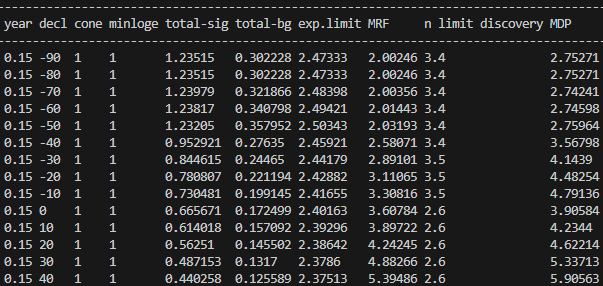 year decl cone minloge total-sig total-bg exp.limit MRF n limit discovery MDP
0.15 -90 1 1 1.23515 0.302228 2.47333 2.00246 3.4 2.75271
0.15 -80 1 1 1.23515 0.302228 2.47333 2.00246 3.4 2.75271
0.15 -70 1 1 1.23979 0.321866 2.48398 2.00356 3.4 2.74241
0.15 -60 1 1 1.23817 0.340798 2.49421 2.01443 3.4 2.74598
0.15 -50 1 1 1.23205 0.357952 2.50343 2.03193 3.4 2.75964
0.15 -40 1 1 0.952921 0.27635 2.45921 2.58071 3.4 3.56798
0.15 -30 1 1 0.844615 0.24465 2.44179 2.89101 3.5 4.1439
0.15 -20 1 1 0.780807 0.221194 2.42882 3.11065 3.5 4.48254
0.15 -10 1 1 0.730481 0.199145 2.41655 3.30816 3.5 4.79136
0.15 0 1 1 0.665671 0.172499 2.40163 3.60784 2.6 3.90584
0.15 10 1 1 0.614018 0.157092 2.39296 3.89722 2.6 4.2344
0.15 20 1 1 0.56251 0.145502 2.38642 4.24245 2.6 4.62214
0.15 30 1 1 0.487153 0.1317 2.3786 4.88266 2.6 5.33713
0.15 40 1 1 0.440258 0.125589 2.37513 5.39486 2.6 5.90563